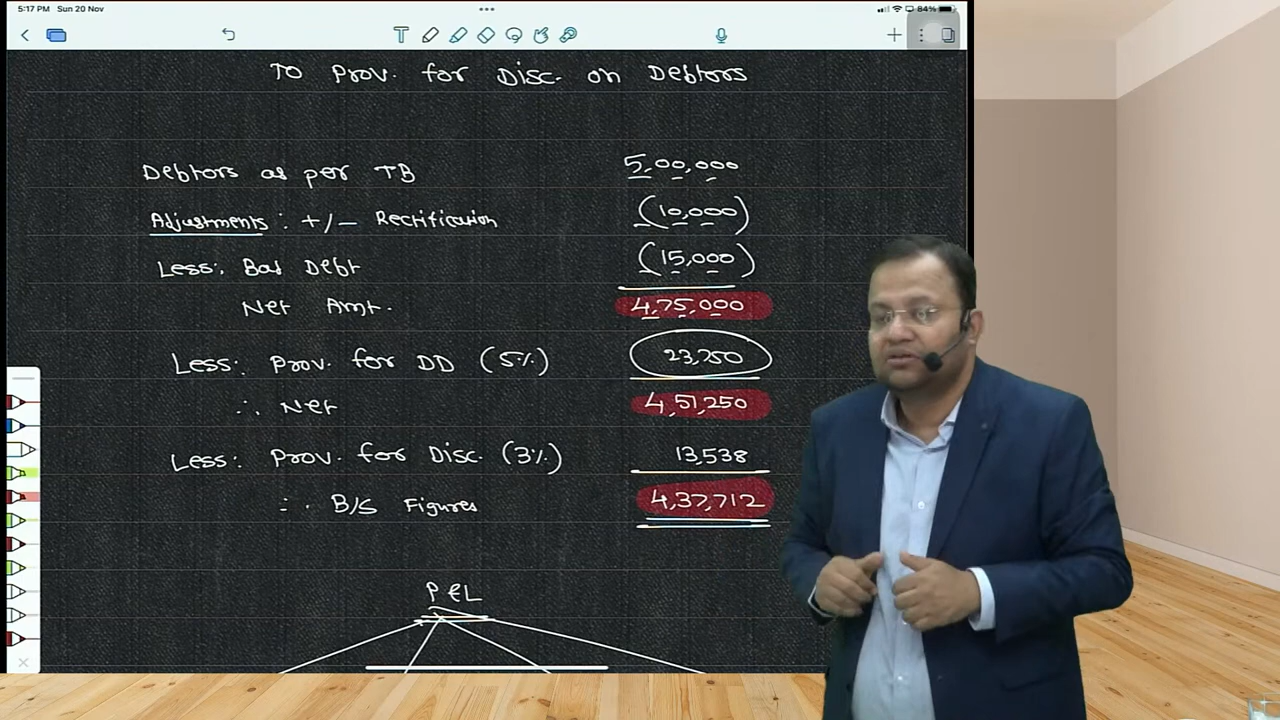 5:17 PM Sun 20 Nov
84%
To Prov. for Disc. on Debtors
Debtors as per TB 5,00,000
Adjustments : +/- Rectification (10,000)
Less: Bad Debt (15,000)
Net Amt. 4,75,000
Less: Prov. for DD (5%) 23,750
∴ Net 4,51,250
Less: Prov. for Disc. (3%) 13,538
∴ B/S Figures 4,37,712
P&L